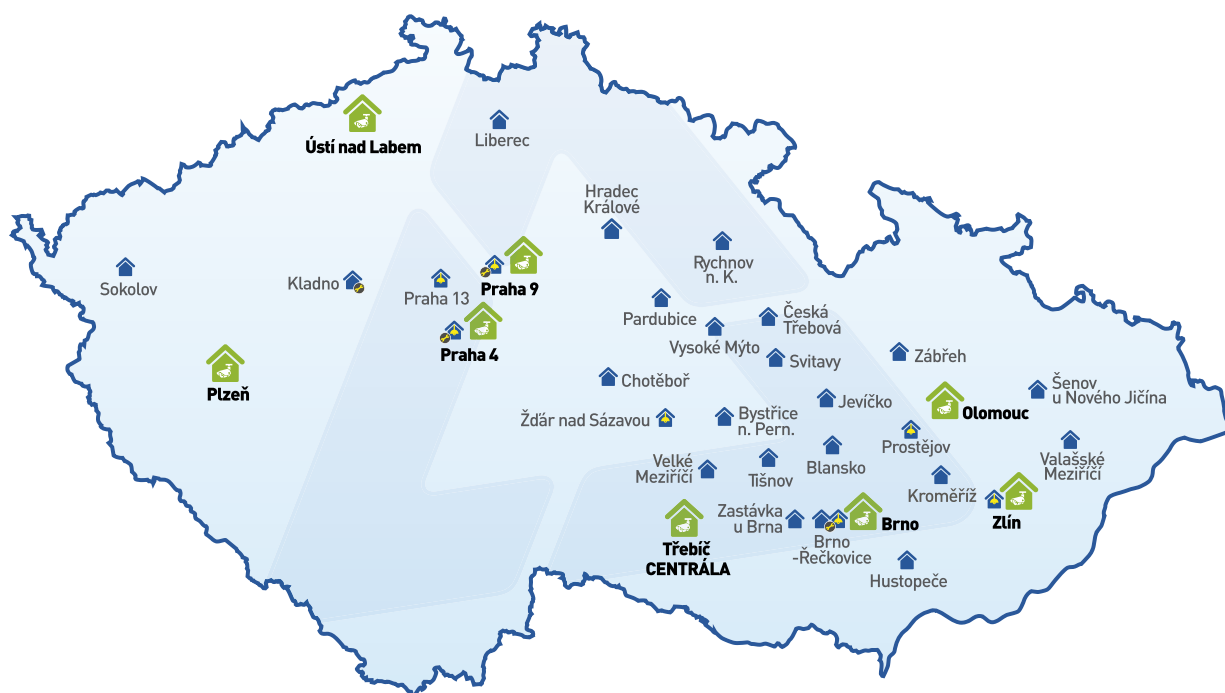 Ústí nad Labem
Liberec
Hradec
Králové
Rychnov
n. K.
Sokolov
Kladno
Praha 13
Praha 9
Pardubice
Česká
Třebová
Praha 4
Vysoké Mýto
Svitavy
Zábřeh
Plzeň
Chotěboř
Šenov
u Nového Jičína
Jevíčko
Olomouc
Žďár nad Sázavou
Bystřice
n. Pern.
Prostějov
Valašské
Meziříčí
Velké
Meziříčí
Tišnov
Blansko
Kroměříž
Zastávka
u Brna
Brno
Zlín
Třebíč
CENTRÁLA
Brno
-Řečkovice
Hustopeče